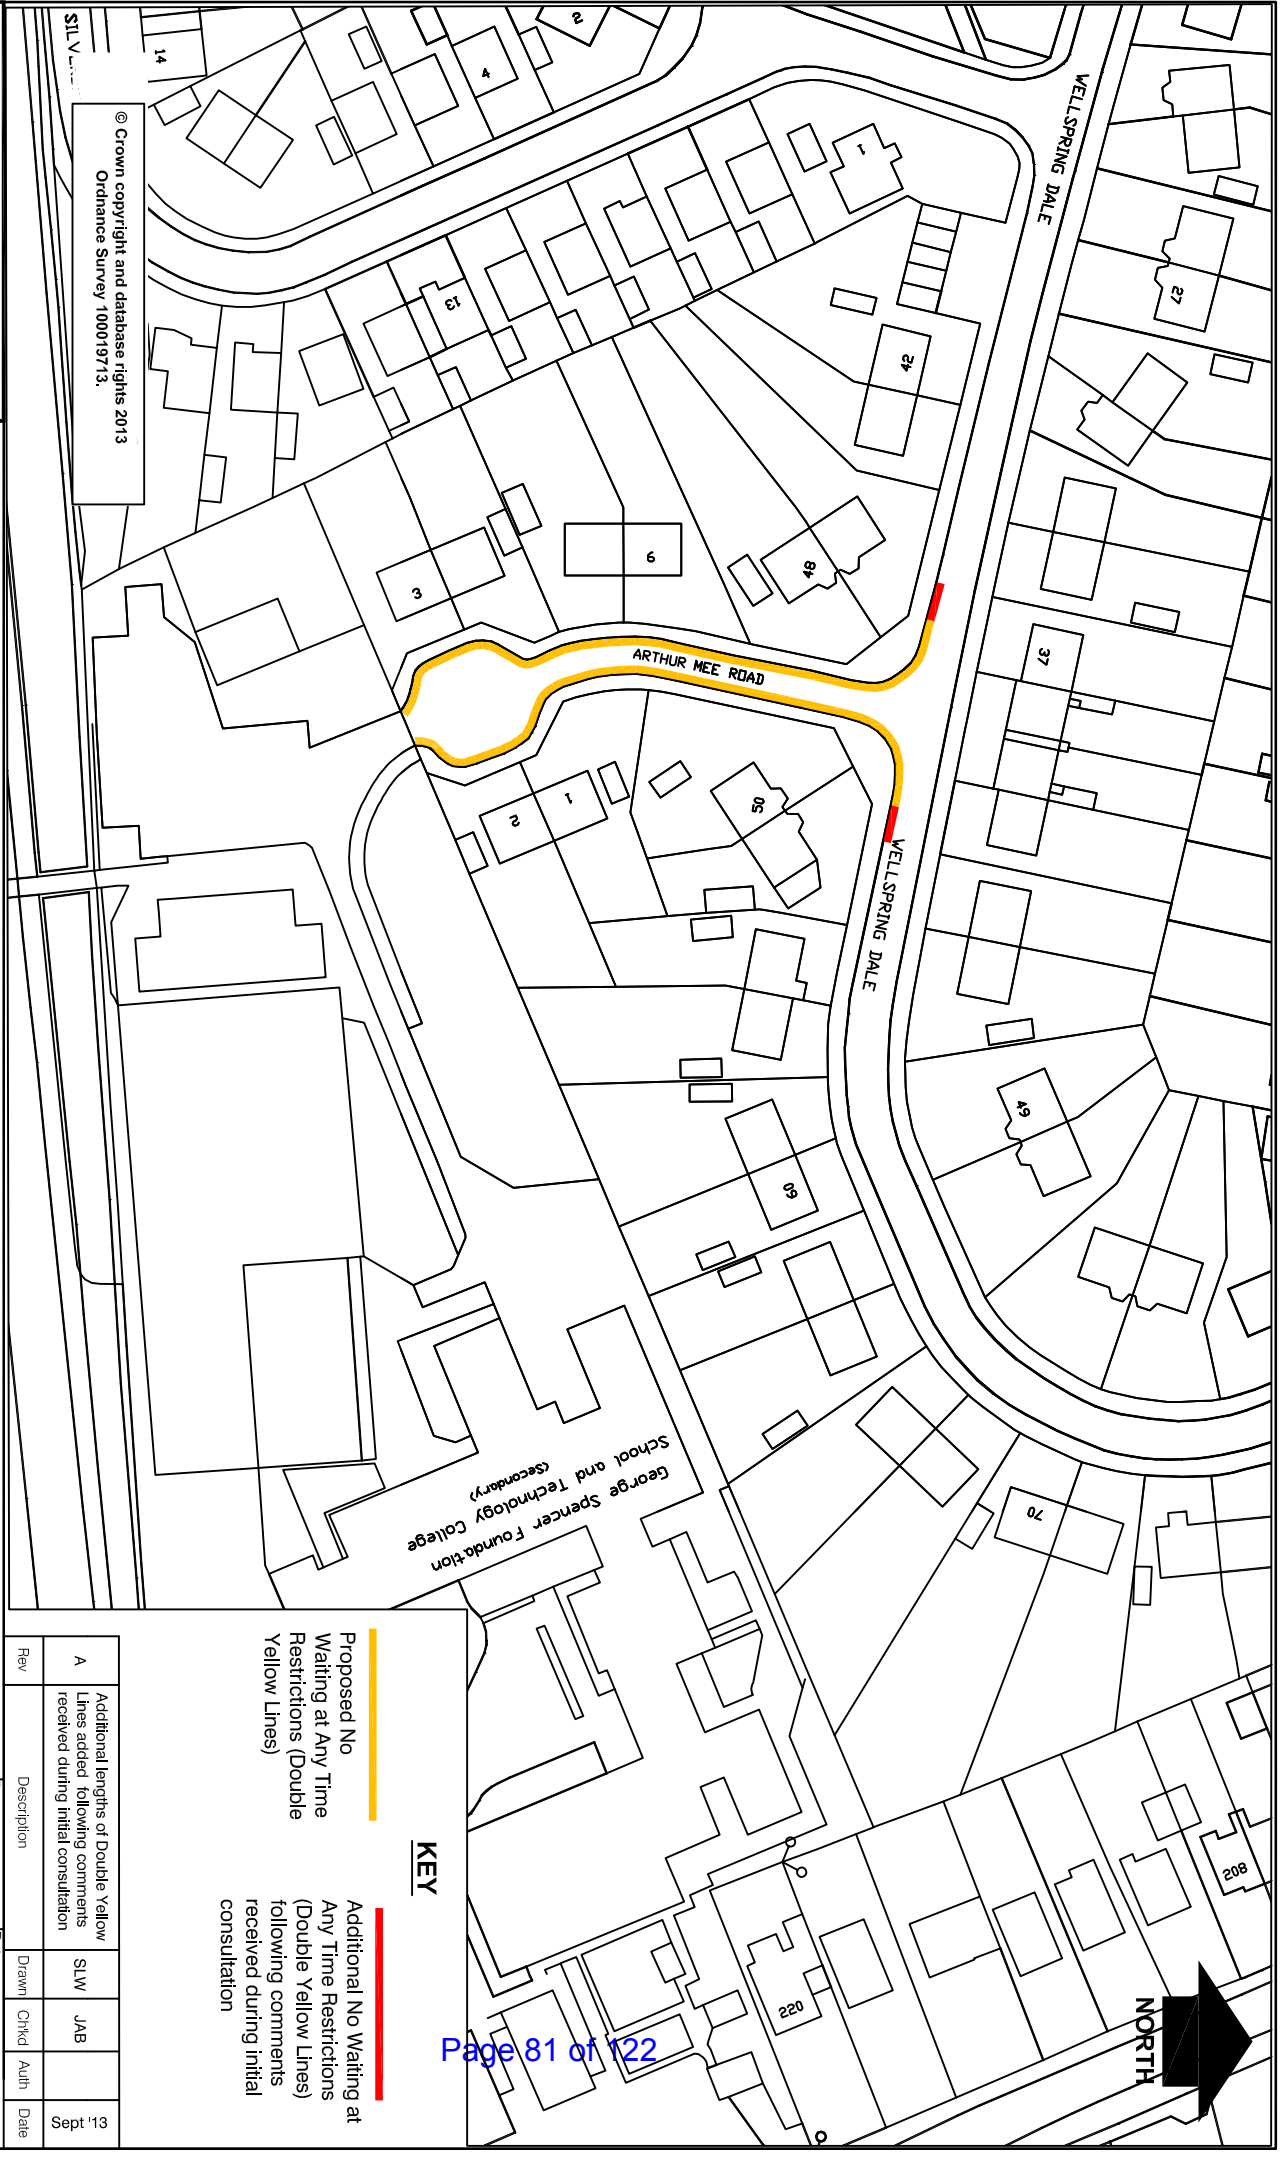 SILVE
14
4
2
© Crown copyright and database rights 2013
Ordnance Survey 100019713.
WELLSPRING DALE
1
27
13
42
3
6
48
37
ARTHUR MEE ROAD
1
2
50
WELLSPRING DALE
49
60
70
208
220
George Spencer Foundation
School and Technology College
(Secondary)
NORTH
KEY
Proposed No
Waiting at Any Time
Restrictions (Double
Yellow Lines)
Additional No Waiting at
Any Time Restrictions
(Double Yellow Lines)
following comments
received during initial
consultation
A
Additional lengths of Double Yellow
Lines added following comments
received during initial consultation
SLW
JAB
Sept '13
Rev
Description
Drawn
Ch'kd
Auth
Date
Page 81 of 122